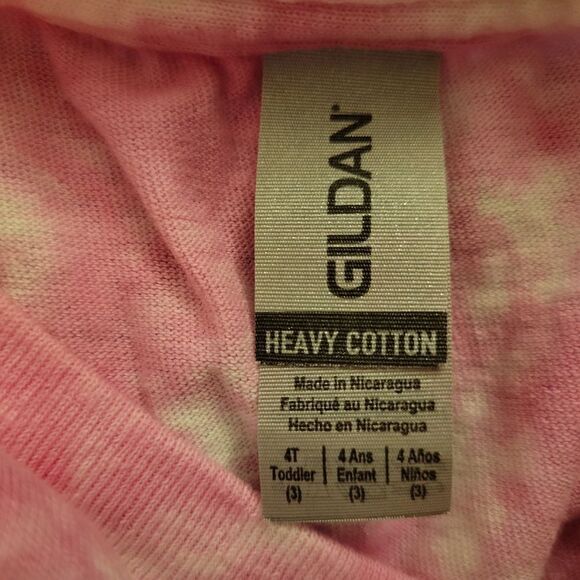 GILDAN®
HEAVY COTTON
Made in Nicaragua
Fabriqué au Nicaragua
Hecho en Nicaragua
4T | 4 Ans | 4 Años
Toddler | Enfant | Niños
(3) | (3) | (3)